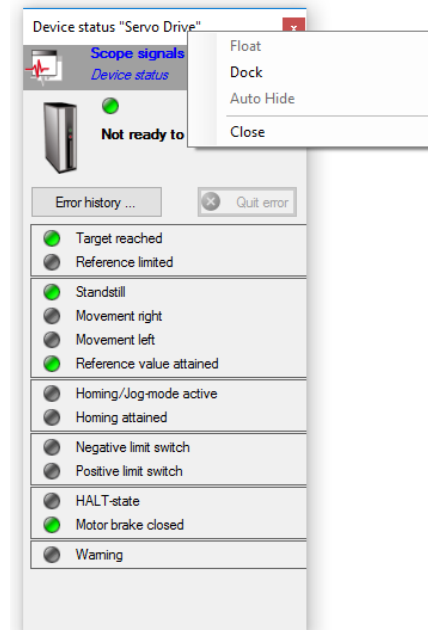 Device status "Servo Drive"
x
Scope signals
Device status
Float
Dock
Auto Hide
Close
Not ready to
Error history ...
Quit error
Target reached
Reference limited
Standstill
Movement right
Movement left
Reference value attained
Homing/Jog-mode active
Homing attained
Negative limit switch
Positive limit switch
HALT-state
Motor brake closed
Warning